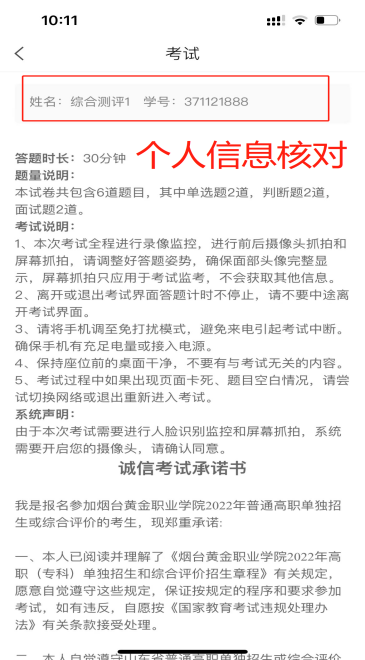 10:11
考试
姓名：综合测评1 学号：371121888
答题时长：30分钟
个人信息核对
题量说明：
本试卷共包含6道题目，其中单选题2道，判断题2道，
面试题2道。
考试说明：
1、本次考试全程进行录像监控，进行前后摄像头抓拍和
屏幕抓拍，请调整好答题姿势，确保面部头像完整显
示，屏幕抓拍只应用于考试监考，不会获取其他信息。
2、离开或退出考试界面答题计时不停止，请不要中途离
开考试界面。
3、请将手机调至免打扰模式，避免来电引起考试中断。
确保手机有充足电量或接入电源。
4、保持座位前的桌面干净，不要有与考试无关的内容。
5、考试过程中如果出现页面卡死、题目空白情况，请尝
试切换网络或退出重新进入考试。
系统声明：
由于本次考试需要进行人脸识别监控和屏幕抓拍，系统
需要开启您的摄像头，请确认同意。
诚信考试承诺书
我是报名参加烟台黄金职业学院2022年普通高职单独招
生或综合评价的考生，现郑重承诺:
一、本人已阅读并理解了《烟台黄金职业学院2022年高
职（专科）单独招生和综合评价招生章程》有关规定，
愿意自觉遵守这些规定，保证按规定的程序和要求参加
考试，如有违反，自愿按《国家教育考试违规处理办
法》有关条款接受处理。
二、本人自觉遵守山东省普通高职单独招生或综合评价